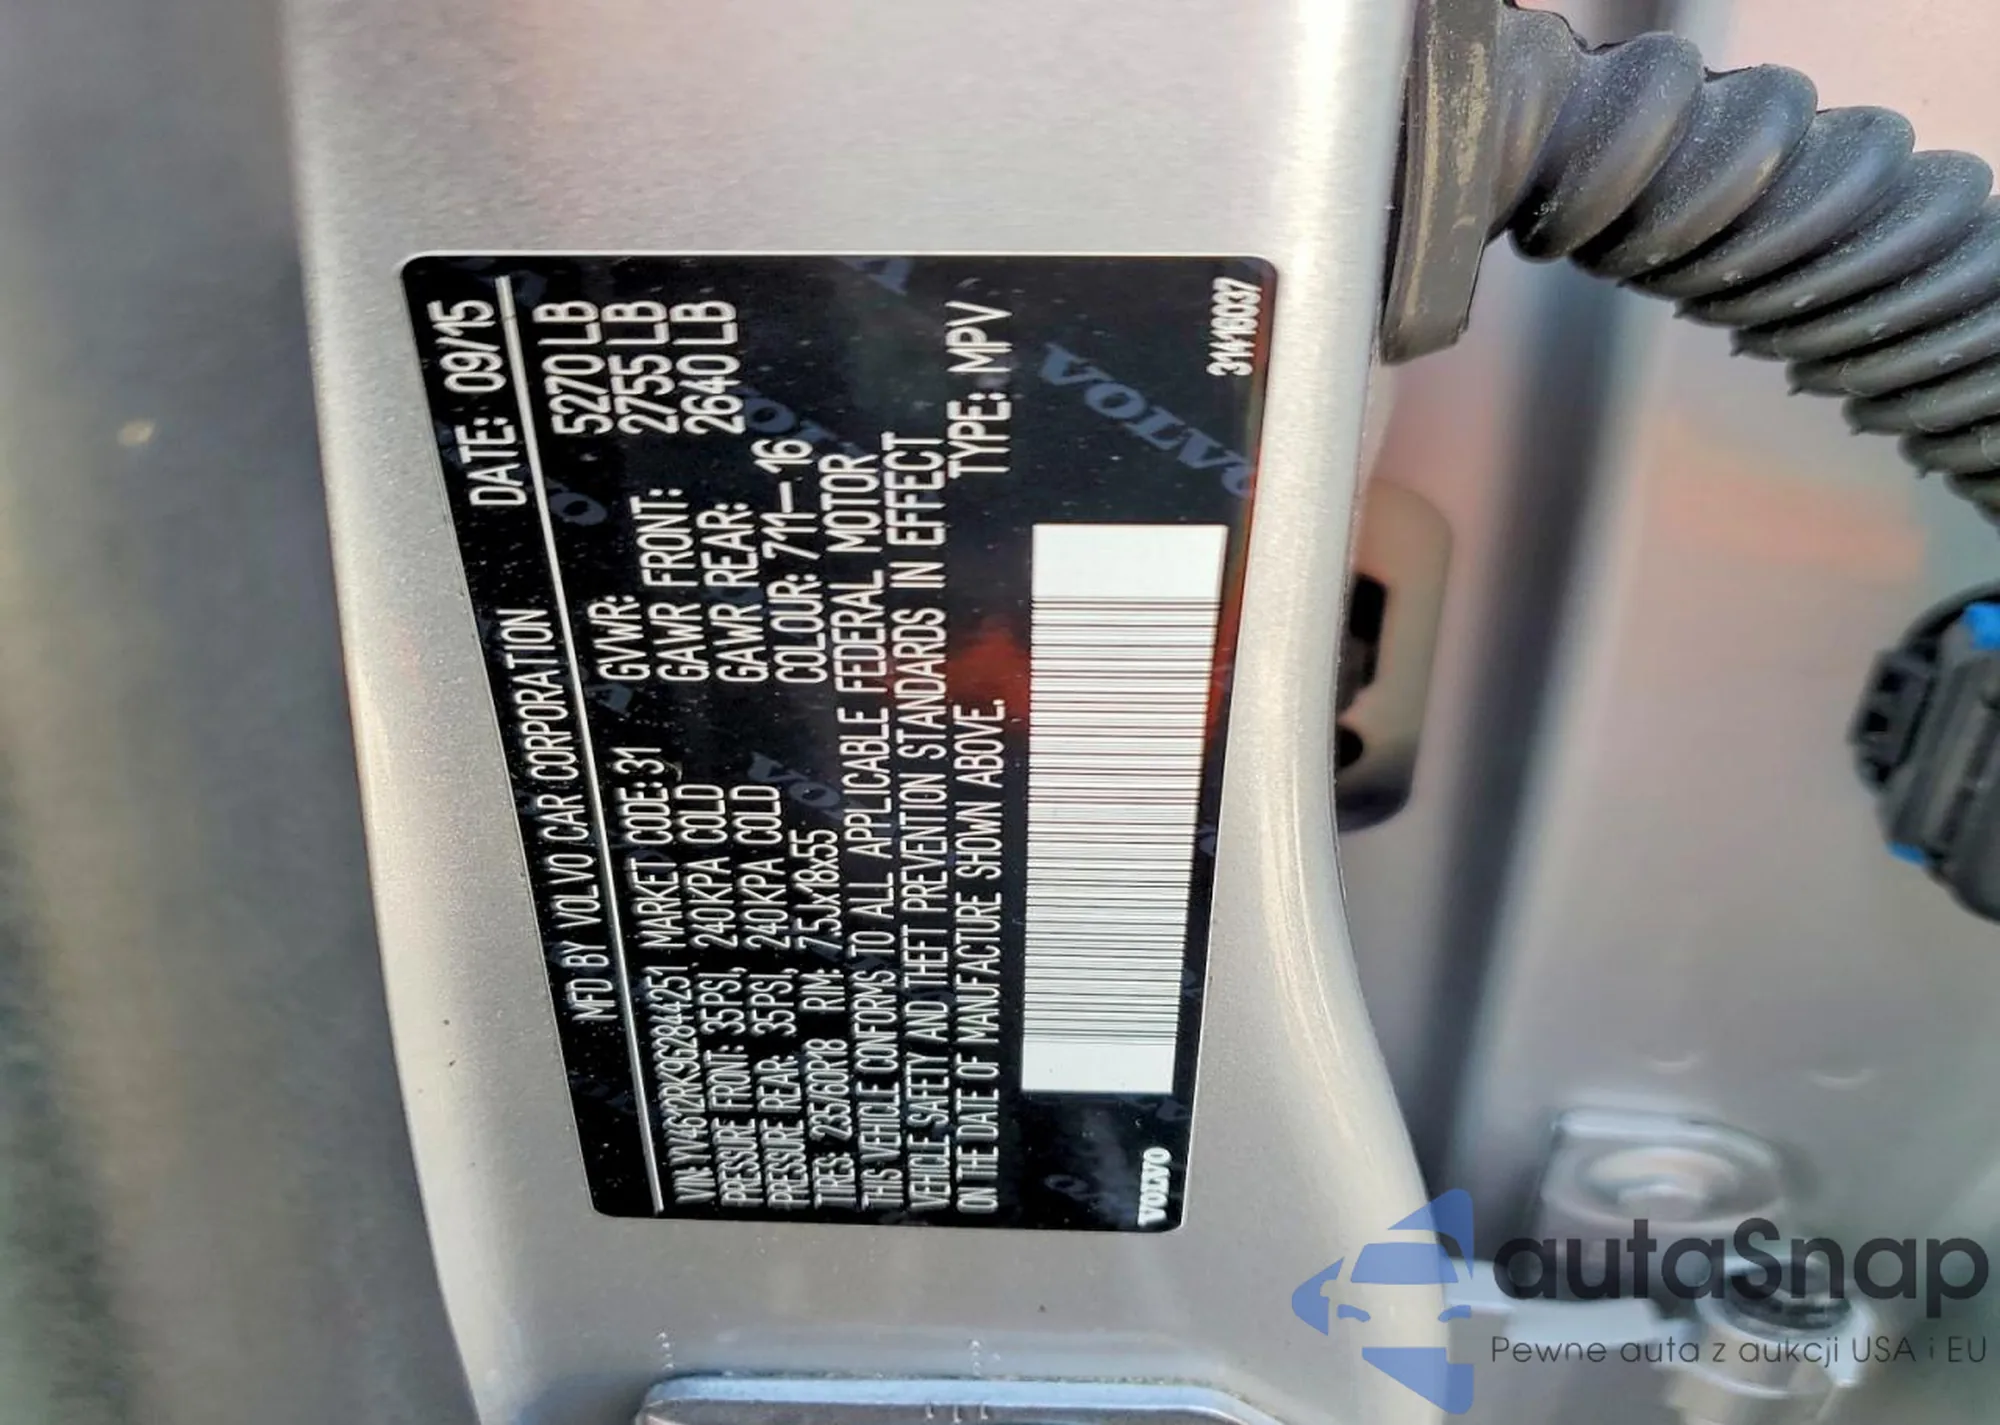 MFD BY VOLVO CAR CORPORATION DATE: 09/15
VIN: YV4612RK9G2844251 MARKET CODE: 31 GVWR: 5270 LB
PRESSURE FRONT: 35PSI, 240KPA COLD GAWR FRONT: 2755 LB
PRESSURE REAR: 35PSI, 240KPA COLD GAWR REAR: 2640 LB
TIRES: 235/60R18 RIM: 7.5Jx18x55 COLOUR: 711-16
THIS VEHICLE CONFORMS TO ALL APPLICABLE FEDERAL MOTOR
VEHICLE SAFETY AND THEFT PREVENTION STANDARDS IN EFFECT
ON THE DATE OF MANUFACTURE SHOWN ABOVE. TYPE: MPV
VOLVO
VOLVO 31416037
autaSnap
Pewne auta z aukcji USA i EU